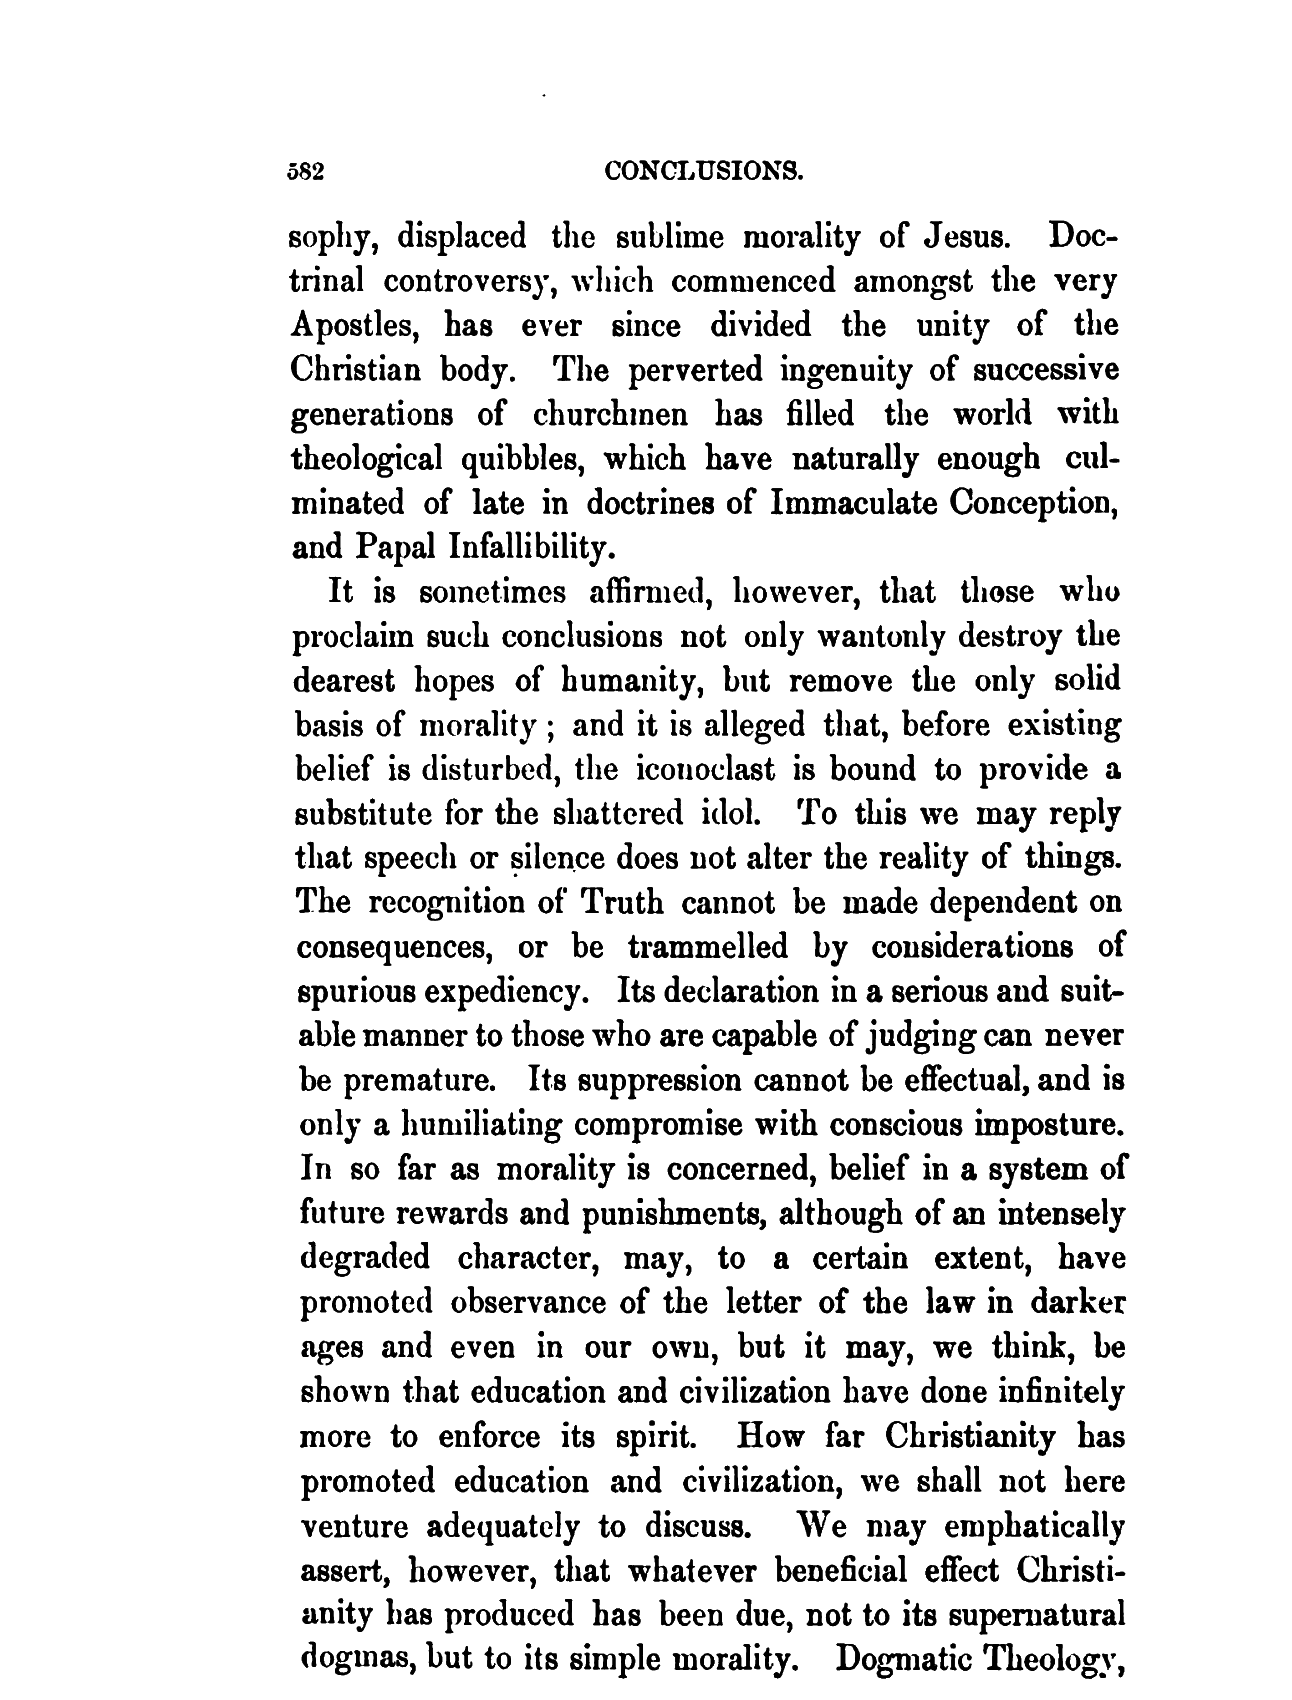 582 CONCLUSIONS.
sophy, displaced the sublime morality of Jesus. Doc-
trinal controversy, which commenced amongst the very
Apostles, has ever since divided the unity of the
Christian body. The perverted ingenuity of successive
generations of churchmen has filled the world with
theological quibbles, which have naturally enough cul-
minated of late in doctrines of Immaculate Conception,
and Papal Infallibility.
It is sometimes affirmed, however, that those who
proclaim such conclusions not only wantonly destroy the
dearest hopes of humanity, but remove the only solid
basis of morality ; and it is alleged that, before existing
belief is disturbed, the iconoclast is bound to provide a
substitute for the shattered idol. To this we may reply
that speech or silence does not alter the reality of things.
The recognition of Truth cannot be made dependent on
consequences, or be trammelled by considerations of
spurious expediency. Its declaration in a serious and suit-
able manner to those who are capable of judging can never
be premature. Its suppression cannot be effectual, and is
only a humiliating compromise with conscious imposture.
In so far as morality is concerned, belief in a system of
future rewards and punishments, although of an intensely
degraded character, may, to a certain extent, have
promoted observance of the letter of the law in darker
ages and even in our own, but it may, we think, be
shown that education and civilization have done infinitely
more to enforce its spirit. How far Christianity has
promoted education and civilization, we shall not here
venture adequately to discuss. We may emphatically
assert, however, that whatever beneficial effect Christi-
anity has produced has been due, not to its supernatural
dogmas, but to its simple morality. Dogmatic Theology,